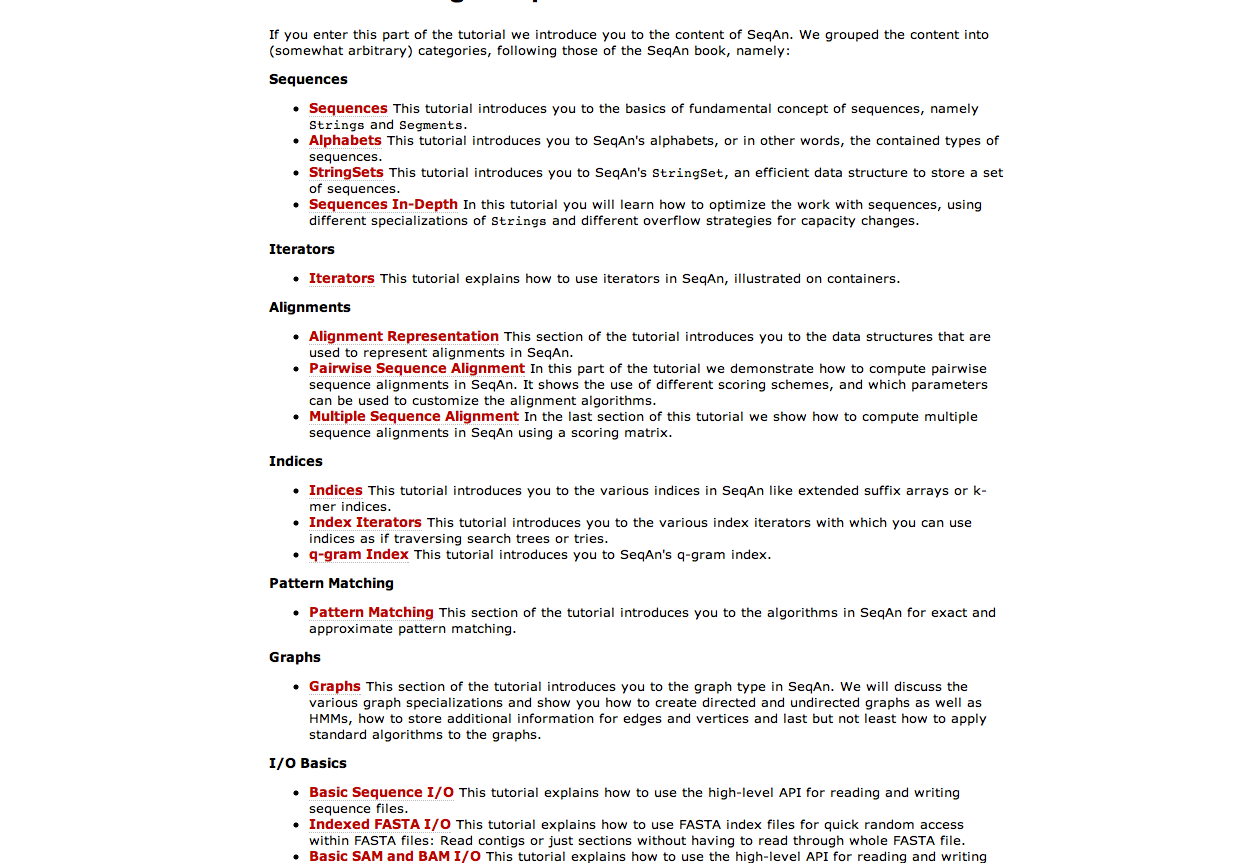 If you enter this part of the tutorial we introduce you to the content of SeqAn. We grouped the content into
(somewhat arbitrary) categories, following those of the SeqAn book, namely:
Sequences
• Sequences This tutorial introduces you to the basics of fundamental concept of sequences, namely
Strings and Segments.
• Alphabets This tutorial introduces you to SeqAn's alphabets, or in other words, the contained types of
sequences.
• StringSets This tutorial introduces you to SeqAn's StringSet, an efficient data structure to store a set
of sequences.
• Sequences In-Depth In this tutorial you will learn how to optimize the work with sequences, using
different specializations of Strings and different overflow strategies for capacity changes.
Iterators
• Iterators This tutorial explains how to use iterators in SeqAn, illustrated on containers.
Alignments
• Alignment Representation This section of the tutorial introduces you to the data structures that are
used to represent alignments in SeqAn.
• Pairwise Sequence Alignment In this part of the tutorial we demonstrate how to compute pairwise
sequence alignments in SeqAn. It shows the use of different scoring schemes, and which parameters
can be used to customize the alignment algorithms.
• Multiple Sequence Alignment In the last section of this tutorial we show how to compute multiple
sequence alignments in SeqAn using a scoring matrix.
Indices
• Indices This tutorial introduces you to the various indices in SeqAn like extended suffix arrays or k-
mer indices.
• Index Iterators This tutorial introduces you to the various index iterators with which you can use
indices as if traversing search trees or tries.
• q-gram Index This tutorial introduces you to SeqAn's q-gram index.
Pattern Matching
• Pattern Matching This section of the tutorial introduces you to the algorithms in SeqAn for exact and
approximate pattern matching.
Graphs
• Graphs This section of the tutorial introduces you to the graph type in SeqAn. We will discuss the
various graph specializations and show you how to create directed and undirected graphs as well as
HMMs, how to store additional information for edges and vertices and last but not least how to apply
standard algorithms to the graphs.
I/O Basics
• Basic Sequence I/O This tutorial explains how to use the high-level API for reading and writing
sequence files.
• Indexed FASTA I/O This tutorial explains how to use FASTA index files for quick random access
within FASTA files: Read contigs or just sections without having to read through whole FASTA file.
• Basic SAM and BAM I/O This tutorial explains how to use the high-level API for reading and writing